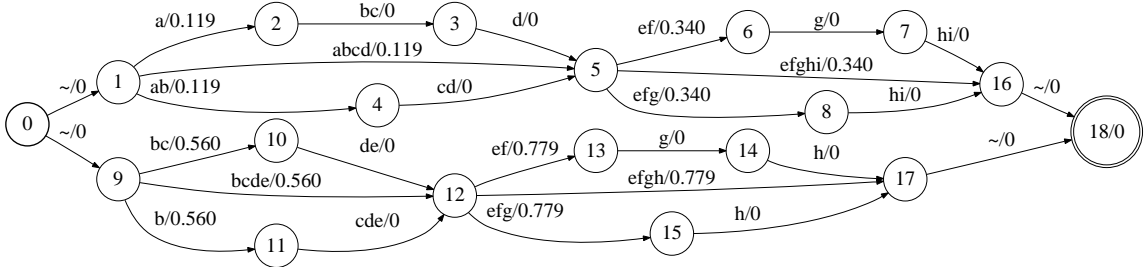 a/0.119
2
bc/0
3
d/0
ef/0.340
6
g/0
7
hi/0
~/0
1
abcd/0.119
5
efghi/0.340
16
~/0
ab/0.119
4
cd/0
efg/0.340
8
hi/0
0
18/0
~/0
bc/0.560
10
de/0
ef/0.779
13
g/0
14
h/0
~/0
9
bcde/0.560
12
efgh/0.779
17
b/0.560
11
cde/0
efg/0.779
15
h/0